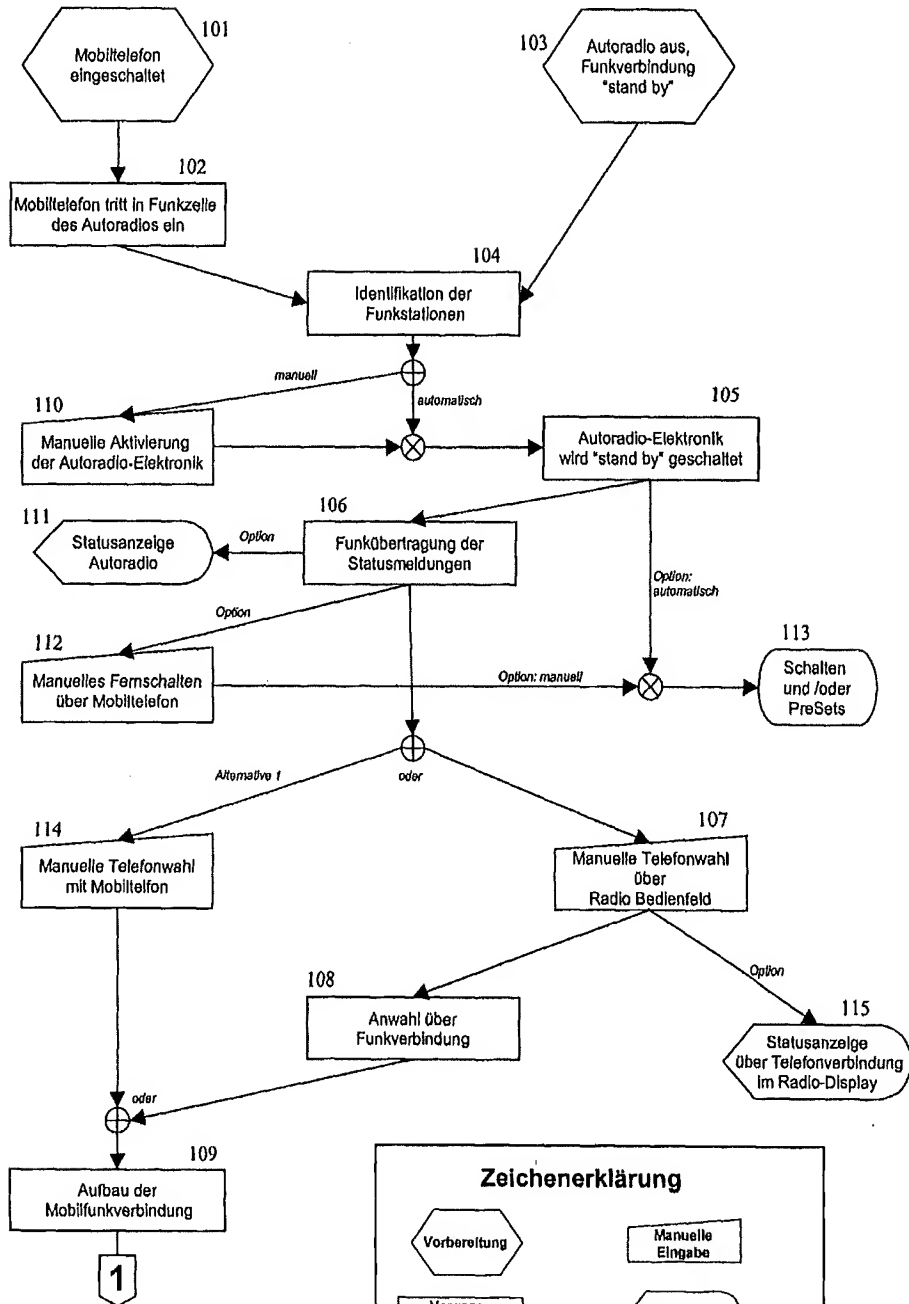 101
Mobiltelefon
eingeschaltet
103
Autoradio aus,
Funkverbindung
"stand by"
102
Mobiltelefon tritt in Funkzelle
des Autoradios ein
104
Identifikation der
Funkstationen
manuell
automatisch
110
Manuelle Aktivierung
der Autoradio-Elektronik
105
Autoradio-Elektronik
wird "stand by" geschaltet
111
Statusanzeige
Autoradio
Option
106
Funkübertragung der
Statusmeldungen
Option:
automatisch
Option
112
Manuelles Fernschalten
über Mobiltelefon
Option: manuell
113
Schalten
und /oder
PreSets
Alternative 1
oder
114
Manuelle Telefonwahl
mit Mobiltelfon
107
Manuelle Telefonwahl
über
Radio Bedienfeld
108
Anwahl über
Funkverbindung
Option
115
Statusanzeige
über Telefonverbindung
im Radio-Display
oder
109
Aufbau der
Mobilfunkverbindung
1
Zeichenerklärung
Vorbereitung
Manuelle
Eingabe